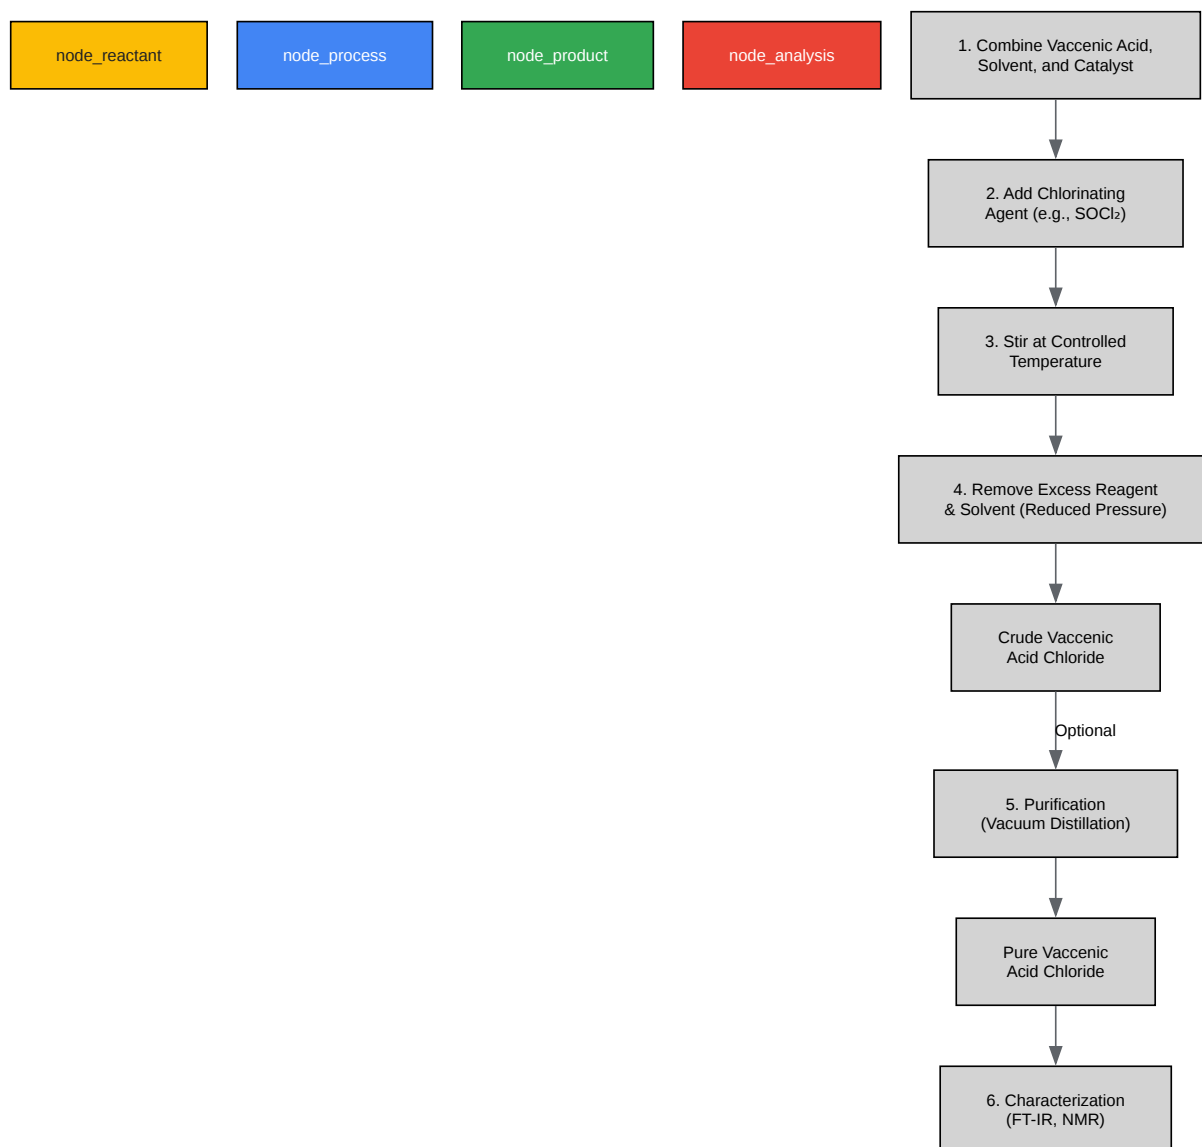 node_reactant
node_process
node_product
node_analysis
1. Combine Vaccenic Acid,
Solvent, and Catalyst
2. Add Chlorinating
Agent (e.g., SOCl₂)
3. Stir at Controlled
Temperature
4. Remove Excess Reagent
& Solvent (Reduced Pressure)
Crude Vaccenic
Acid Chloride
Optional
5. Purification
(Vacuum Distillation)
Pure Vaccenic
Acid Chloride
6. Characterization
(FT-IR, NMR)